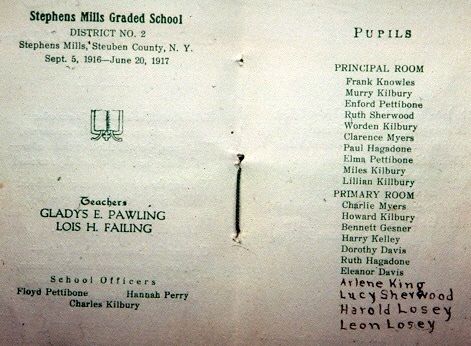 Stephens Mills Graded School
DISTRICT NO. 2
Stephens Mills, Steuben County, N. Y.
Sept. 5, 1916—June 20, 1917
Teachers
GLADYS E. PAWLING
LOIS H. FAILING
School Officers
Floyd Pettibone Hannah Perry
Charles Kilbury
PUPILS
PRINCIPAL ROOM
Frank Knowles
Murry Kilbury
Enford Pettibone
Ruth Sherwood
Worden Kilbury
Clarence Myers
Paul Hagadone
Elma Pettibone
Miles Kilbury
Lillian Killbury
PRIMARY ROOM
Charlie Myers
Howard Kilbury
Bennett Gesner
Harry Kelley
Dorothy Davis
Ruth Hagadone
Eleanor Davis
Arlene King
Lucy Sherwood
Harold Losey
Leon Losey